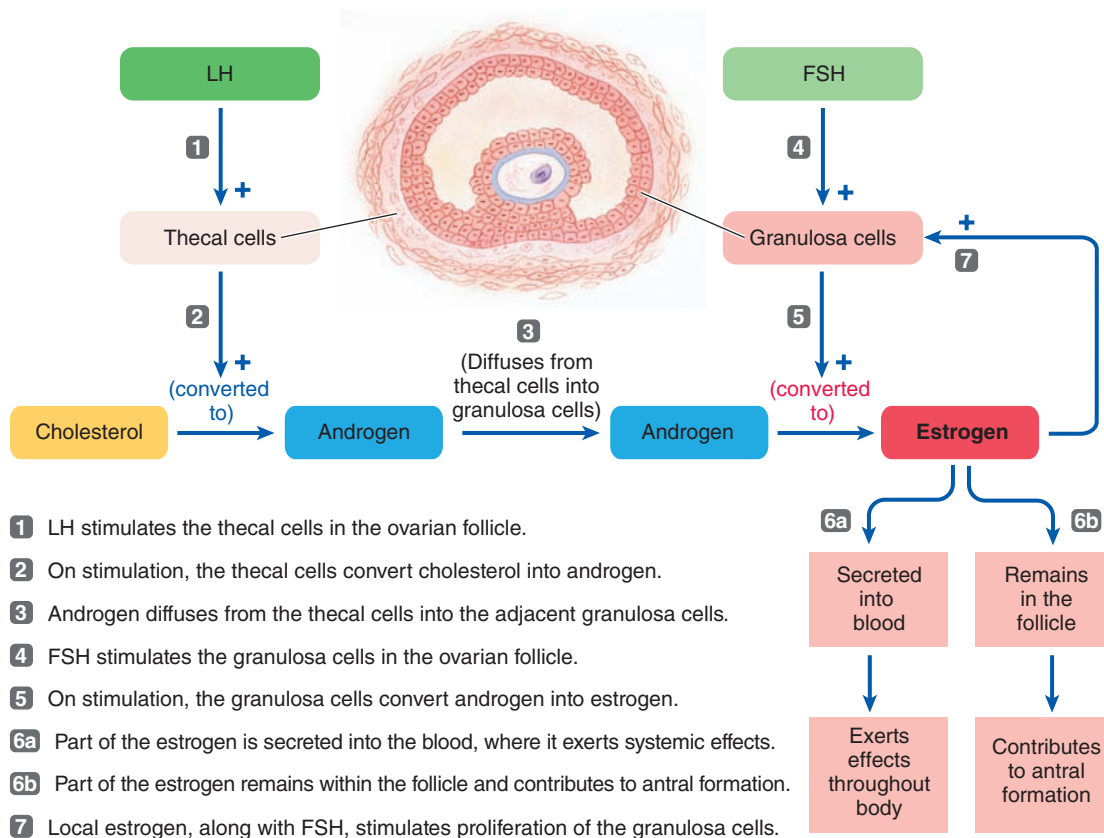 LH
FSH
1
4
+
+
+
Thecal cells
Granulosa cells
7
2
3
5
(Diffuses from
thecal cells into
granulosa cells)
+
+
(converted
to)
(converted
to)
Cholesterol
Androgen
Androgen
Estrogen
6a
6b
Secreted
into
blood
Remains
in the
follicle
Exerts
effects
throughout
body
Contributes
to antral
formation
1 LH stimulates the thecal cells in the ovarian follicle.
2 On stimulation, the thecal cells convert cholesterol into androgen.
3 Androgen diffuses from the thecal cells into the adjacent granulosa cells.
4 FSH stimulates the granulosa cells in the ovarian follicle.
5 On stimulation, the granulosa cells convert androgen into estrogen.
6a Part of the estrogen is secreted into the blood, where it exerts systemic effects.
6b Part of the estrogen remains within the follicle and contributes to antral formation.
7 Local estrogen, along with FSH, stimulates proliferation of the granulosa cells.